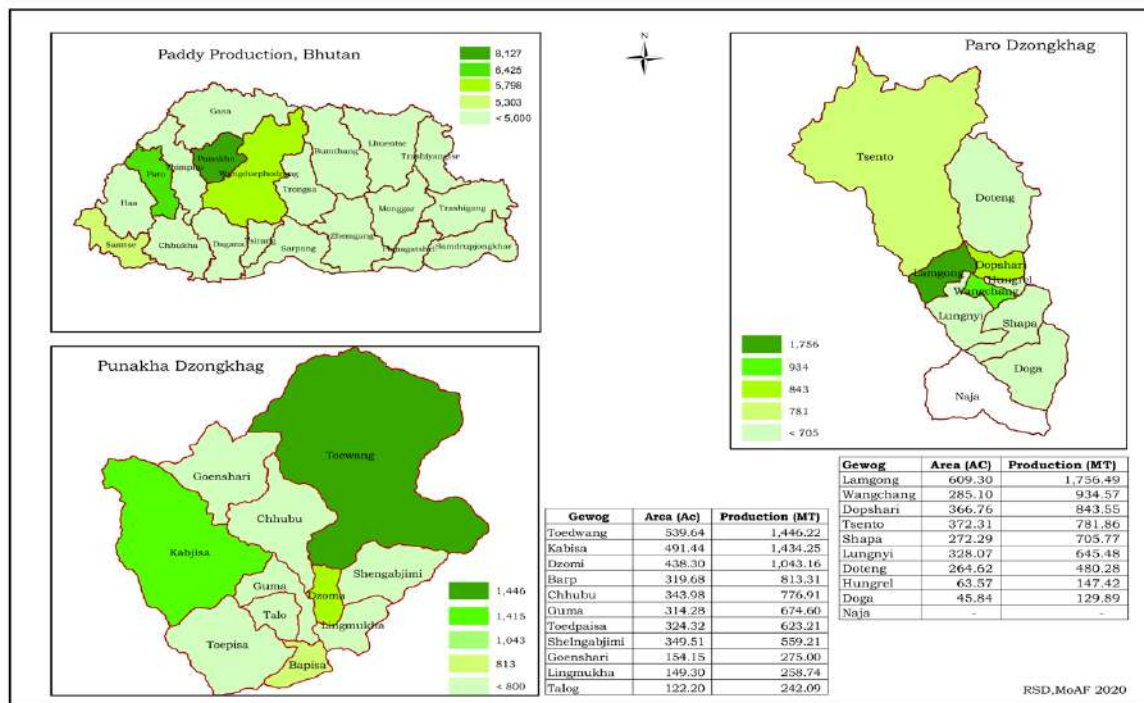 Paddy Production, Bhutan
8,127
6,425
5,798
5,303
< 5,000
Gasa
Punakha
Thimphu
Paro
Wangduephodrang
Bumthang
Lhuentse
Trashiyangtse
Haa
Trongsa
Monggar
Trashigang
Samtse
Chhukha
Dagana
Tsirang
Sarpang
Zhemgang
Pemagatshel
Samdrupjongkhar
N
Paro Dzongkhag
Tsento
Doteng
Lamgong
Dopshari
Hungrel
Wangchang
Lungnyi
Shapa
Doga
Naja
1,756
934
843
781
< 705
Punakha Dzongkhag
Toewang
Goenshari
Chhubu
Kabjisa
Shengabjimi
Guma
Dzoma
Talo
Lingmukha
Toepisa
Bapisa
1,446
1,415
1,043
813
< 800
Gewog Area (Ac) Production (MT)
Toedwang 539.64 1,446.22
Kabisa 491.44 1,434.25
Dzomi 438.30 1,043.16
Barp 319.68 813.31
Chhubu 343.98 776.91
Guma 314.28 674.60
Toedpaisa 324.32 623.21
Shelngabjimi 349.51 559.21
Goenshari 154.15 275.00
Lingmukha 149.30 258.74
Talog 122.20 242.09
Gewog Area (AC) Production (MT)
Lamgong 609.30 1,756.49
Wangchang 285.10 934.57
Dopshari 366.76 843.55
Tsento 372.31 781.86
Shapa 272.29 705.77
Lungnyi 328.07 645.48
Doteng 264.62 480.28
Hungrel 63.57 147.42
Doga 45.84 129.89
Naja - -
RSD,MoAF 2020